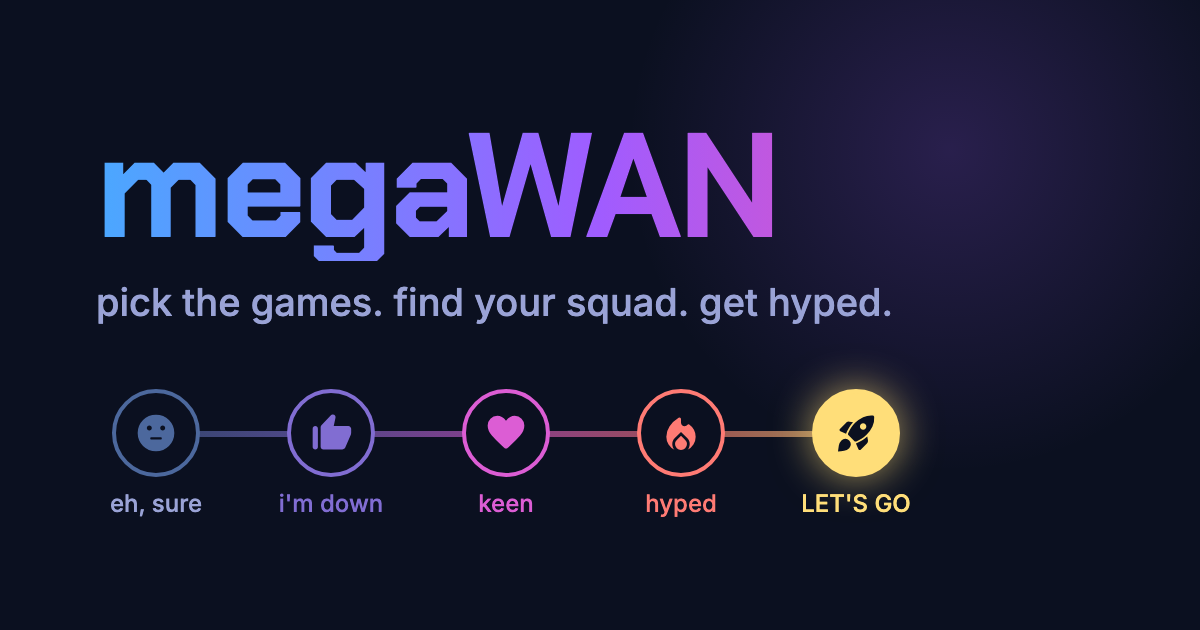 megaWAN
pick the games. find your squad. get hyped.
eh, sure
i'm down
keen
hyped
LET'S GO